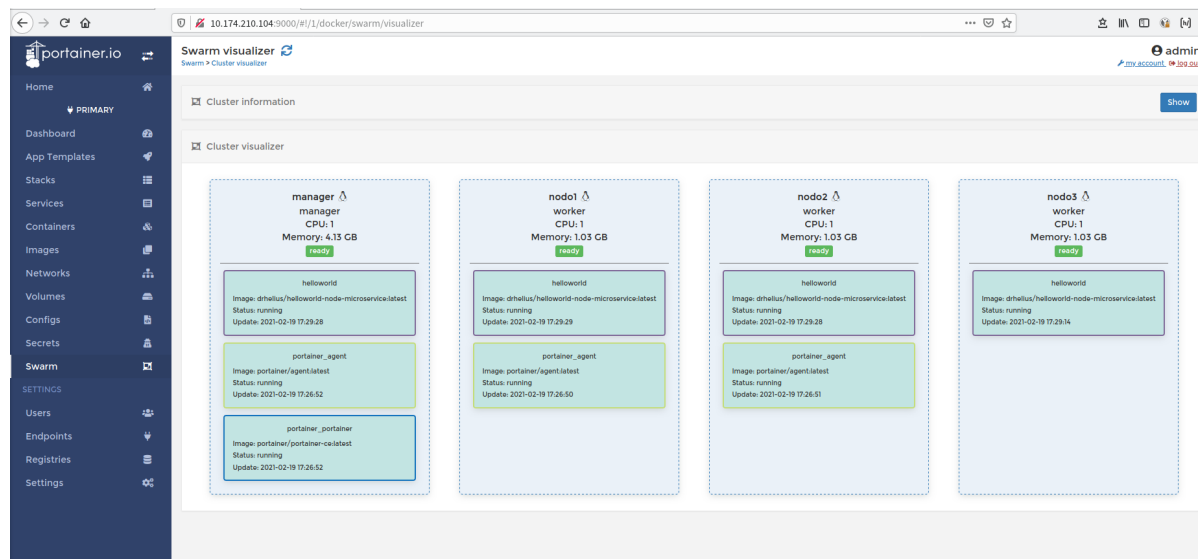 10.174.210.104:9000/#!/1/docker/swarm/visualizer
portainer.io
Home
PRIMARY
Dashboard
App Templates
Stacks
Services
Containers
Images
Networks
Volumes
Configs
Secrets
Swarm
SETTINGS
Users
Endpoints
Registries
Settings
Swarm visualizer
Swarm > Cluster visualizer
admin
my account log ou
Cluster information
Show
Cluster visualizer
manager
manager
CPU: 1
Memory: 4.13 GB
ready
helloworld
Image: drhelius/helloworld-node-microservice:latest
Status: running
Update: 2021-02-19 17:29:28
portainer_agent
Image: portainer/agent:latest
Status: running
Update: 2021-02-19 17:26:52
portainer_portainer
Image: portainer/portainer-ce:latest
Status: running
Update: 2021-02-19 17:26:52
nodo1
worker
CPU: 1
Memory: 1.03 GB
ready
helloworld
Image: drhelius/helloworld-node-microservice:latest
Status: running
Update: 2021-02-19 17:29:29
portainer_agent
Image: portainer/agent:latest
Status: running
Update: 2021-02-19 17:26:50
nodo2
worker
CPU: 1
Memory: 1.03 GB
ready
helloworld
Image: drhelius/helloworld-node-microservice:latest
Status: running
Update: 2021-02-19 17:29:28
portainer_agent
Image: portainer/agent:latest
Status: running
Update: 2021-02-19 17:26:51
nodo3
worker
CPU: 1
Memory: 1.03 GB
ready
helloworld
Image: drhelius/helloworld-node-microservice:latest
Status: running
Update: 2021-02-19 17:29:14